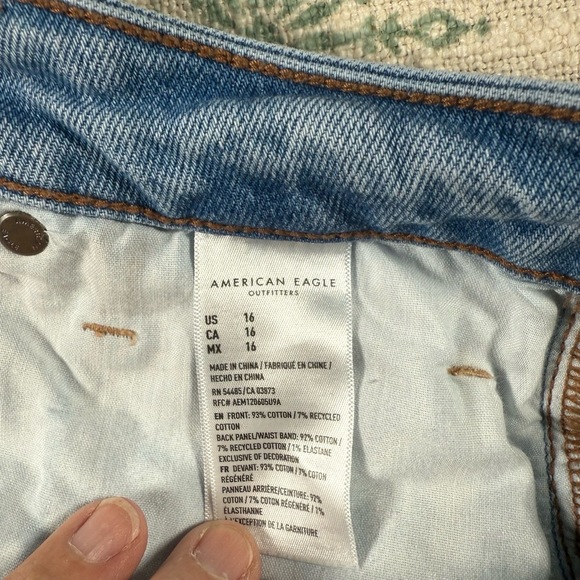 AMERICAN EAGLE
OUTFITTERS
US 16
CA 16
MX 16
MADE IN CHINA / FABRIQUÉ EN CHINE /
HECHO EN CHINA
RN 54485/CA 03873
RFC# AEM120605U9A
EN FRONT: 93% COTTON / 7% RECYCLED
COTTON
BACK PANEL/WAIST BAND: 92% COTTON /
7% RECYCLED COTTON / 1% ELASTANE
EXCLUSIVE OF DECORATION
FR DEVANT: 93% COTON / 7% COTON
RÉGÉNÉRÉ
PANNEAU ARRIÈRE/CEINTURE: 92%
COTON / 7% COTON RÉGÉNÉRÉ / 1%
ÉLASTHANNE
À L'EXCEPTION DE LA GARNITURE